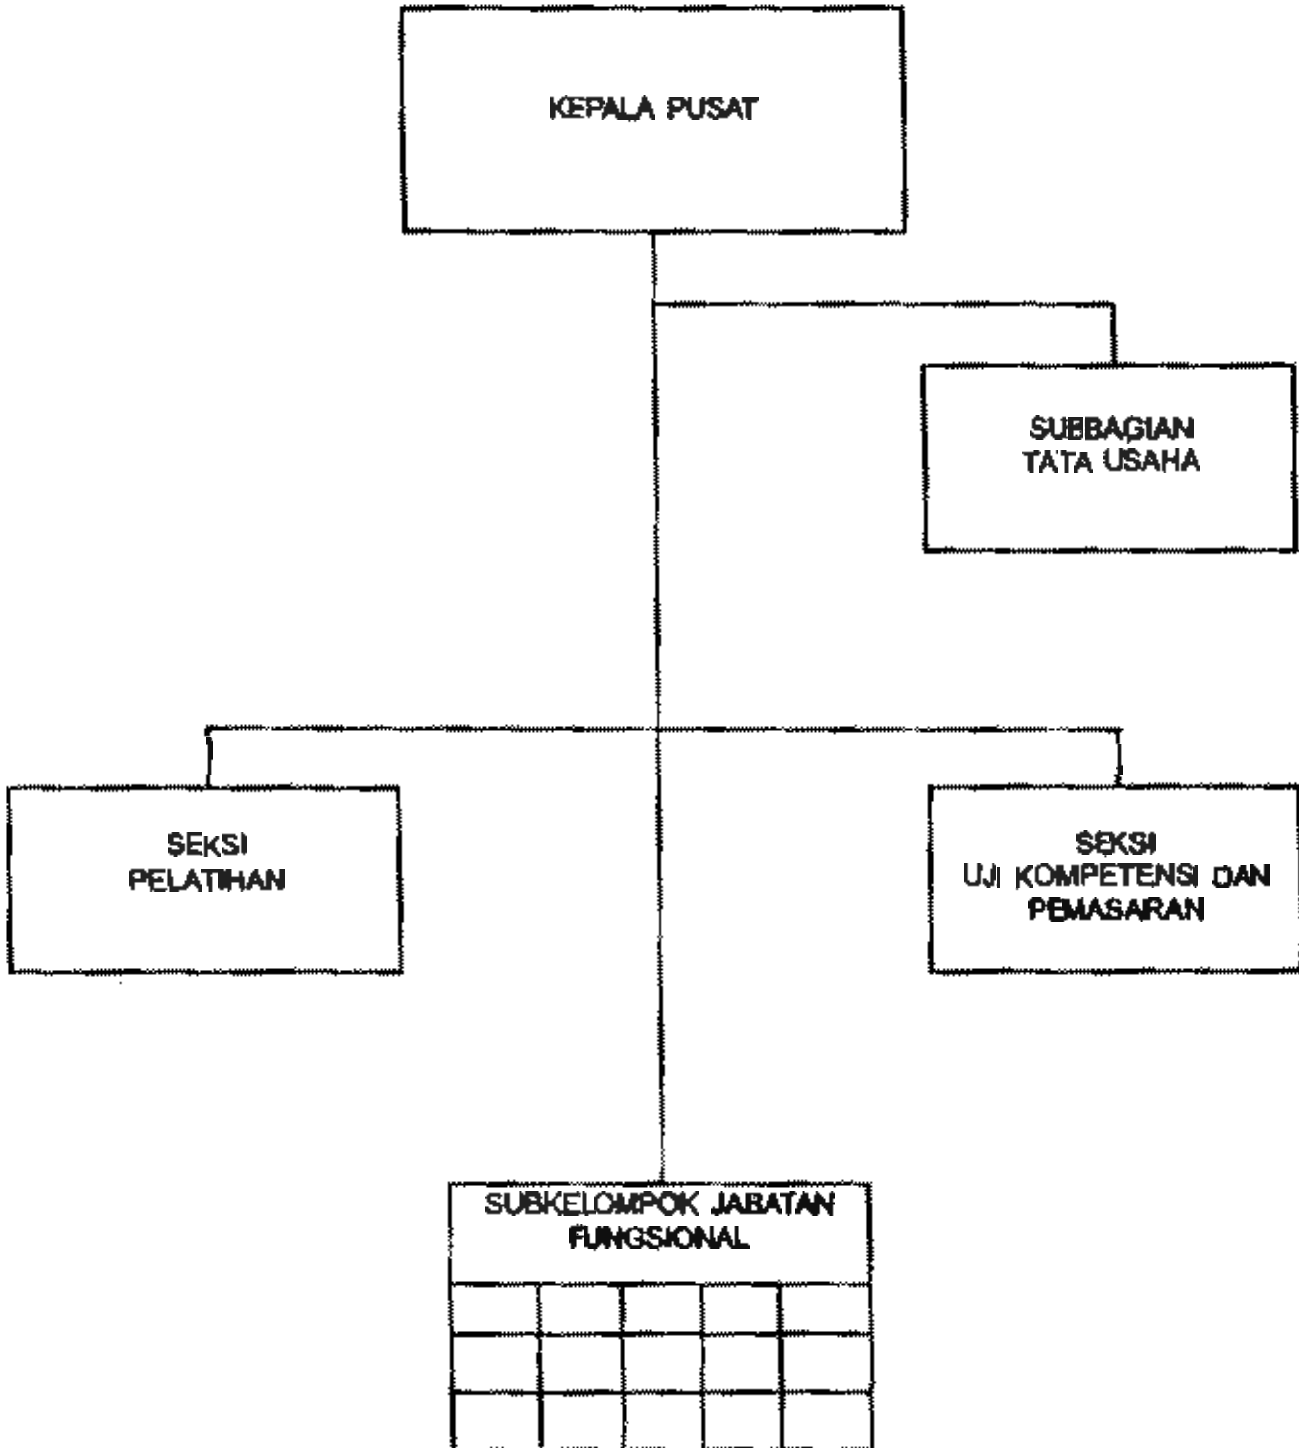 KEPALA PUSAT
SUBBAGIAN
TATA USAHA
SEKSI
PELATIHAN
SEKSI
UJI KOMPETENSI DAN
PEMASARAN
SUBKELOMPOK JABATAN
FUNGSIONAL